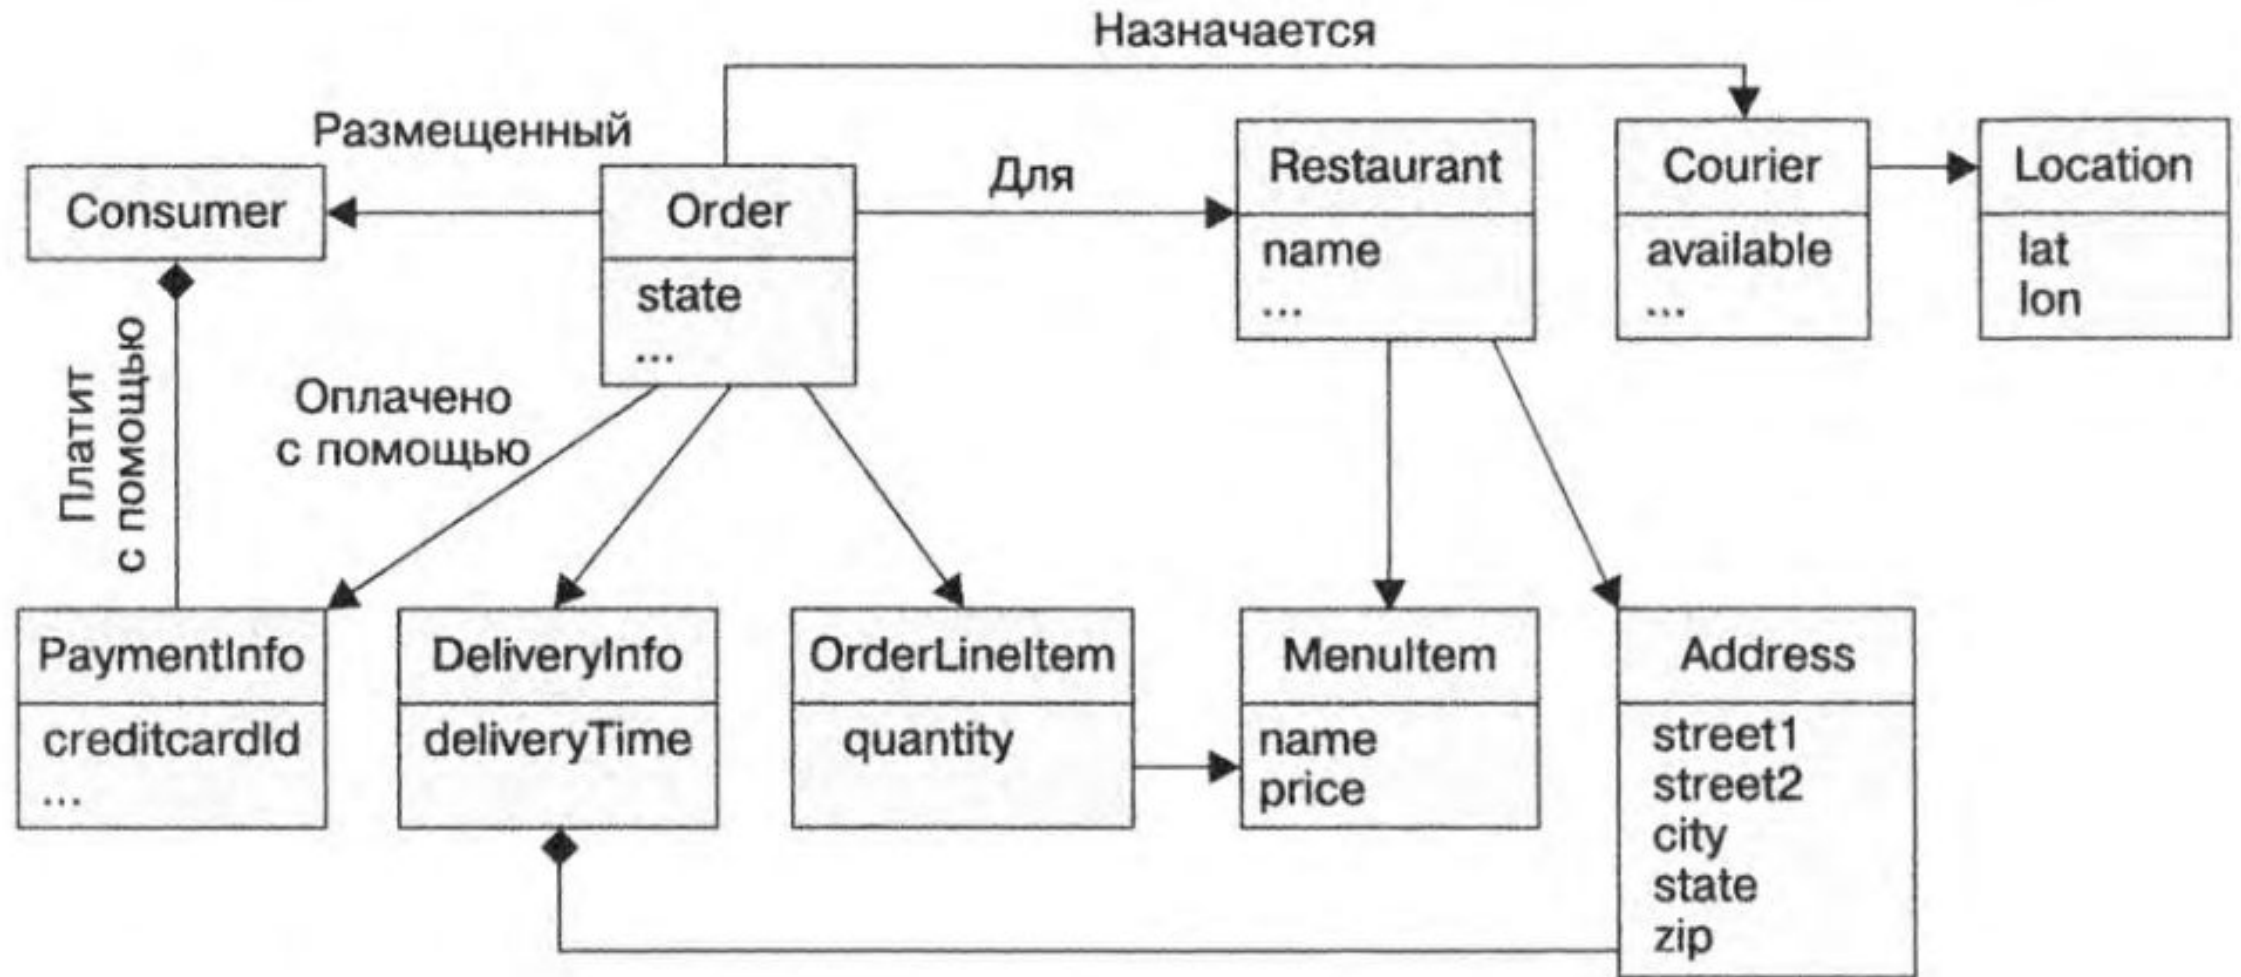 Назначается
Размещенный
Для
Consumer
Order
state
...
Restaurant
name
...
Courier
available
...
Location
lat
lon
Платит
с помощью
Оплачено
с помощью
PaymentInfo
creditcardId
...
DeliveryInfo
deliveryTime
OrderLineItem
quantity
MenuItem
name
price
Address
street1
street2
city
state
zip